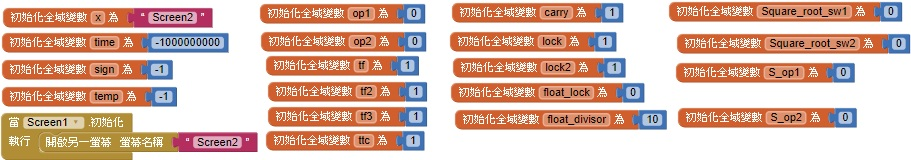 初始化全域變數 x 為 " Screen2 "
初始化全域變數 time 為 -1000000000
初始化全域變數 sign 為 -1
初始化全域變數 temp 為 -1
當 Screen1 .初始化
執行 開啟另一螢幕 螢幕名稱 " Screen2 "
初始化全域變數 op1 為 0
初始化全域變數 op2 為 0
初始化全域變數 tf 為 1
初始化全域變數 tf2 為 1
初始化全域變數 tf3 為 1
初始化全域變數 ttc 為 1
初始化全域變數 carry 為 1
初始化全域變數 lock 為 1
初始化全域變數 lock2 為 1
初始化全域變數 float_lock 為 0
初始化全域變數 float_divisor 為 10
初始化全域變數 Square_root_sw1 為 0
初始化全域變數 Square_root_sw2 為 0
初始化全域變數 S_op1 為 0
初始化全域變數 S_op2 為 0